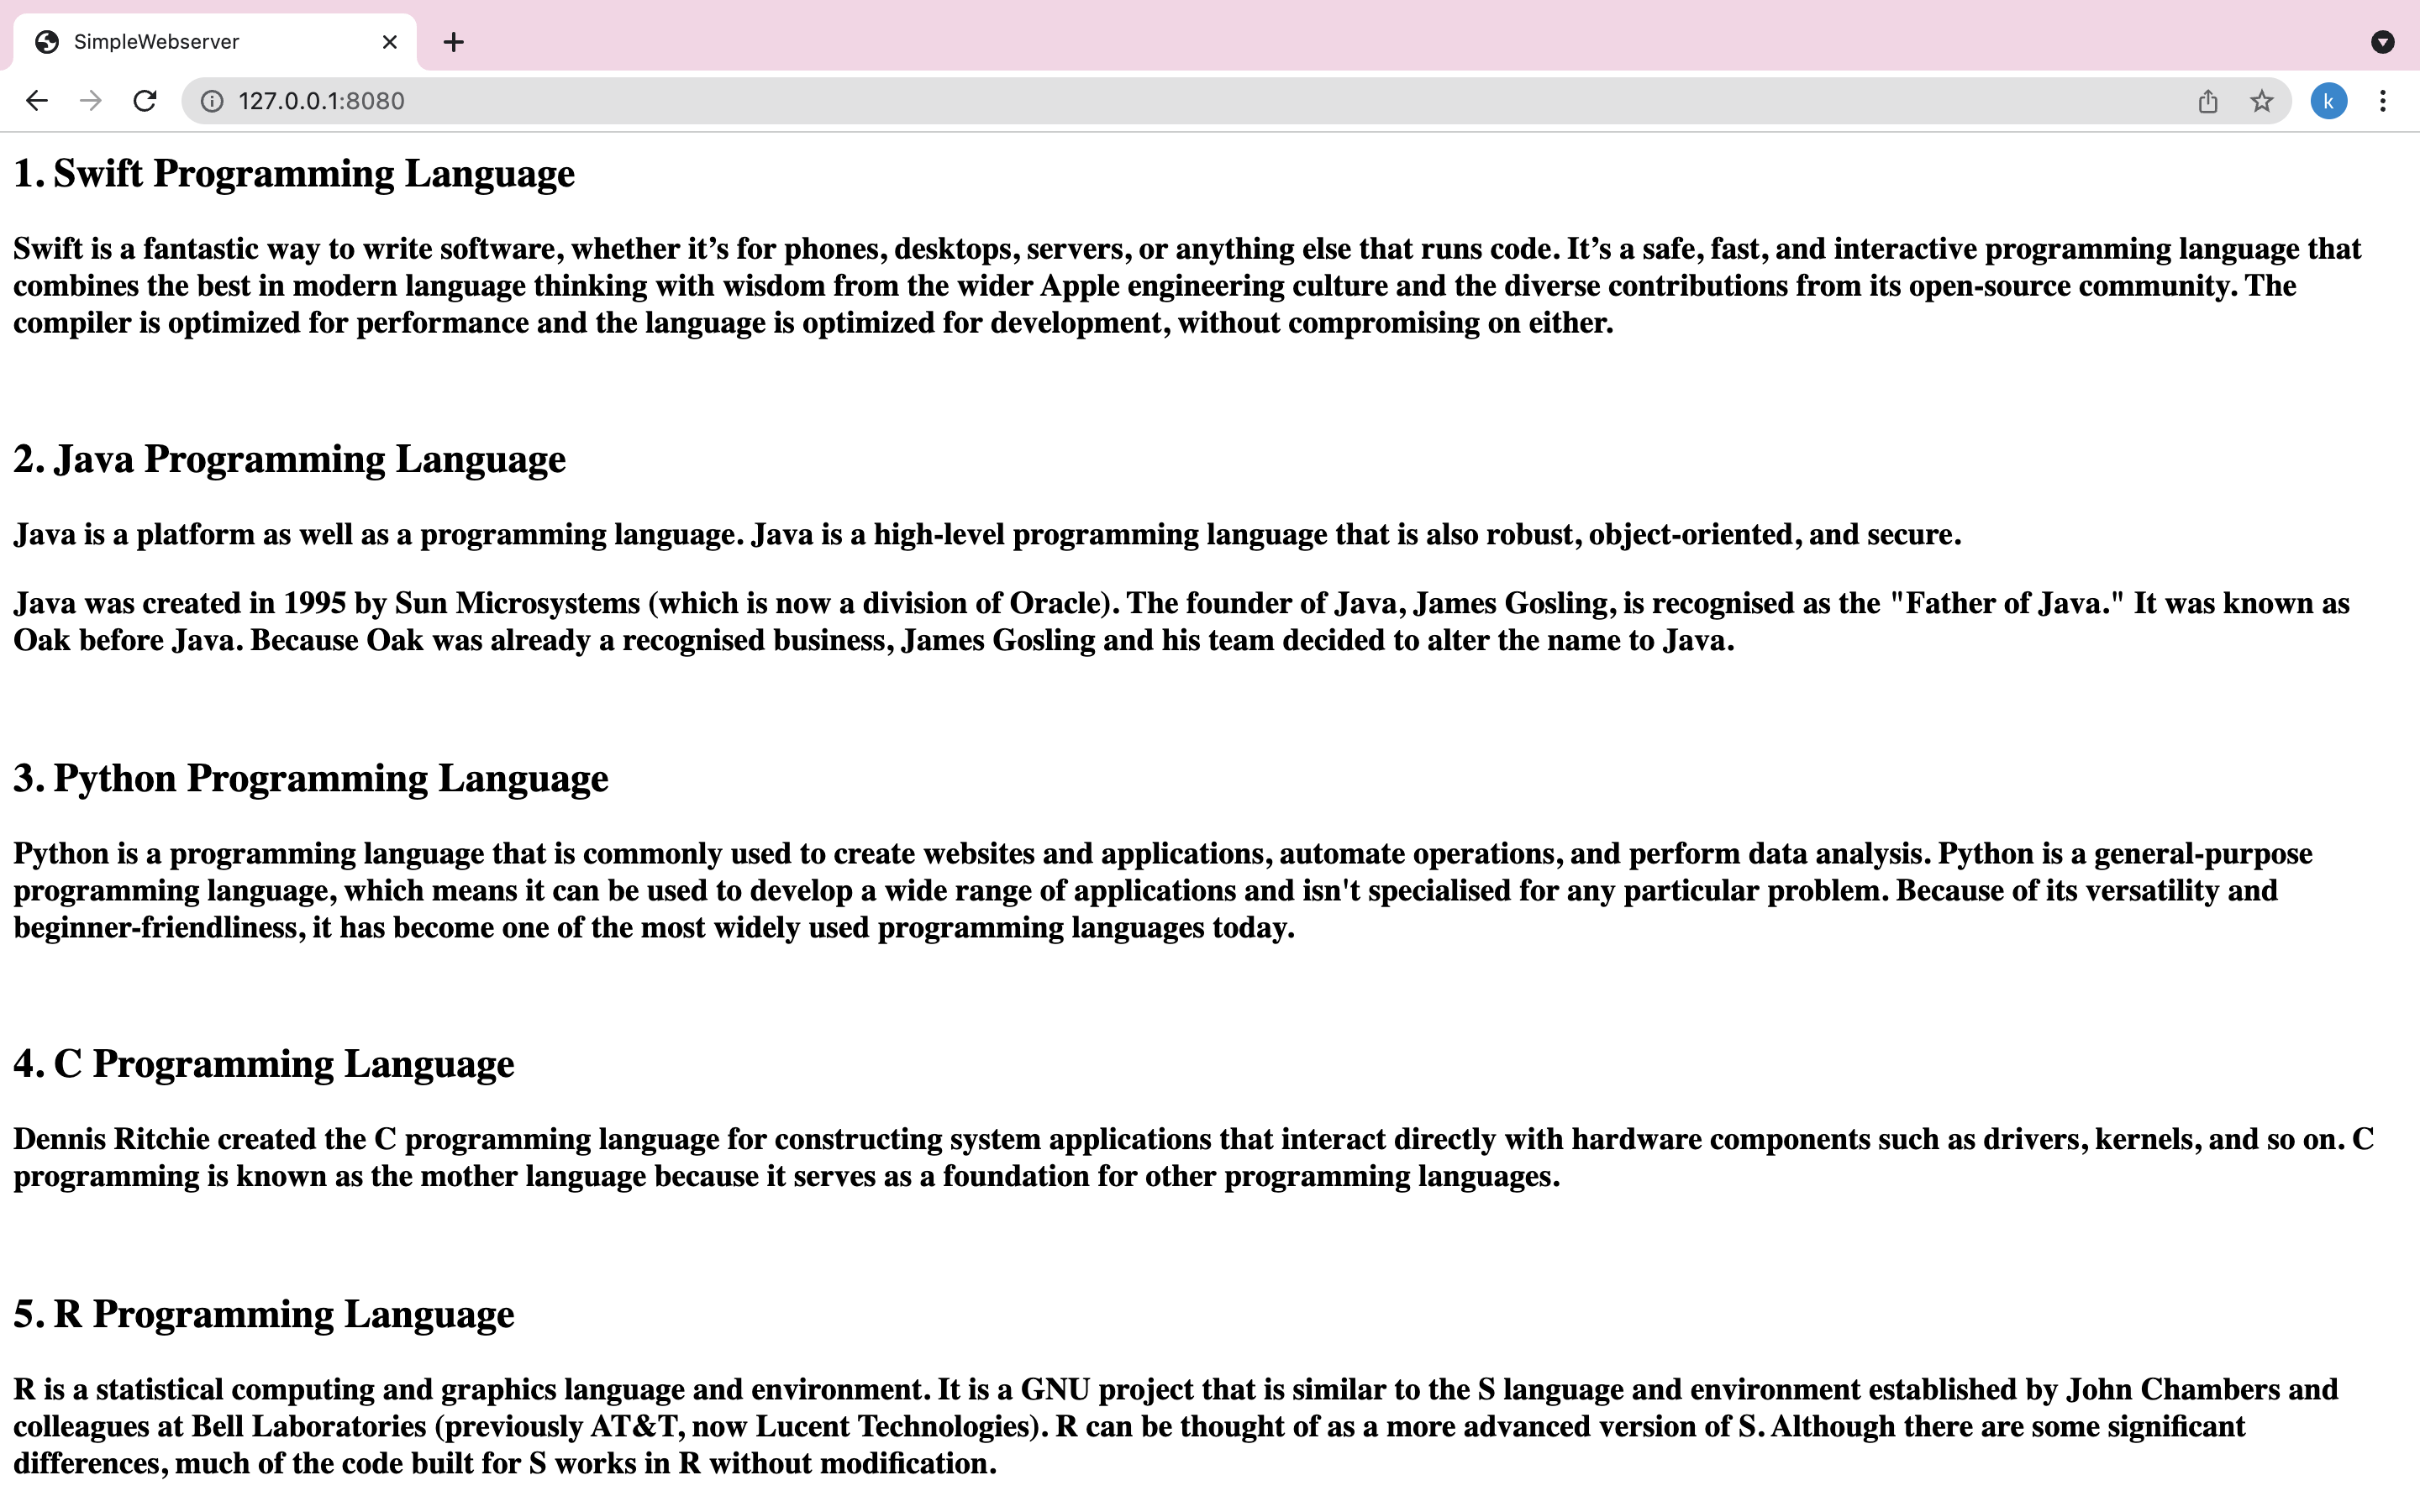 SimpleWebserver
127.0.0.1:8080
k
1. Swift Programming Language
Swift is a fantastic way to write software, whether it’s for phones, desktops, servers, or anything else that runs code. It’s a safe, fast, and interactive programming language that
combines the best in modern language thinking with wisdom from the wider Apple engineering culture and the diverse contributions from its open-source community. The
compiler is optimized for performance and the language is optimized for development, without compromising on either.
2. Java Programming Language
Java is a platform as well as a programming language. Java is a high-level programming language that is also robust, object-oriented, and secure.
Java was created in 1995 by Sun Microsystems (which is now a division of Oracle). The founder of Java, James Gosling, is recognised as the "Father of Java." It was known as
Oak before Java. Because Oak was already a recognised business, James Gosling and his team decided to alter the name to Java.
3. Python Programming Language
Python is a programming language that is commonly used to create websites and applications, automate operations, and perform data analysis. Python is a general-purpose
programming language, which means it can be used to develop a wide range of applications and isn't specialised for any particular problem. Because of its versatility and
beginner-friendliness, it has become one of the most widely used programming languages today.
4. C Programming Language
Dennis Ritchie created the C programming language for constructing system applications that interact directly with hardware components such as drivers, kernels, and so on. C
programming is known as the mother language because it serves as a foundation for other programming languages.
5. R Programming Language
R is a statistical computing and graphics language and environment. It is a GNU project that is similar to the S language and environment established by John Chambers and
colleagues at Bell Laboratories (previously AT&T, now Lucent Technologies). R can be thought of as a more advanced version of S. Although there are some significant
differences, much of the code built for S works in R without modification.